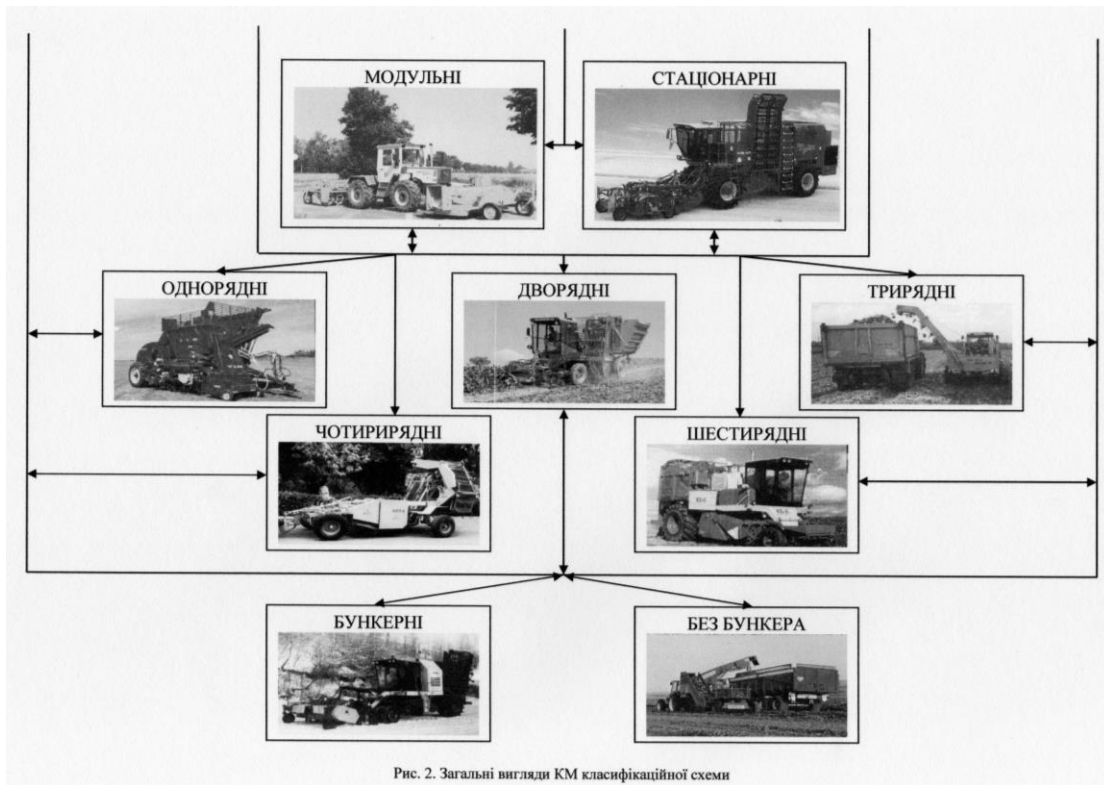 МОДУЛЬНІ
СТАЦІОНАРНІ
ОДНОРЯДНІ
ДВОРЯДНІ
ТРИРЯДНІ
ЧОТИРИРЯДНІ
ШЕСТИРЯДНІ
БУНКЕРНІ
БЕЗ БУНКЕРА
Рис. 2. Загальні вигляди КМ класифікаційної схеми